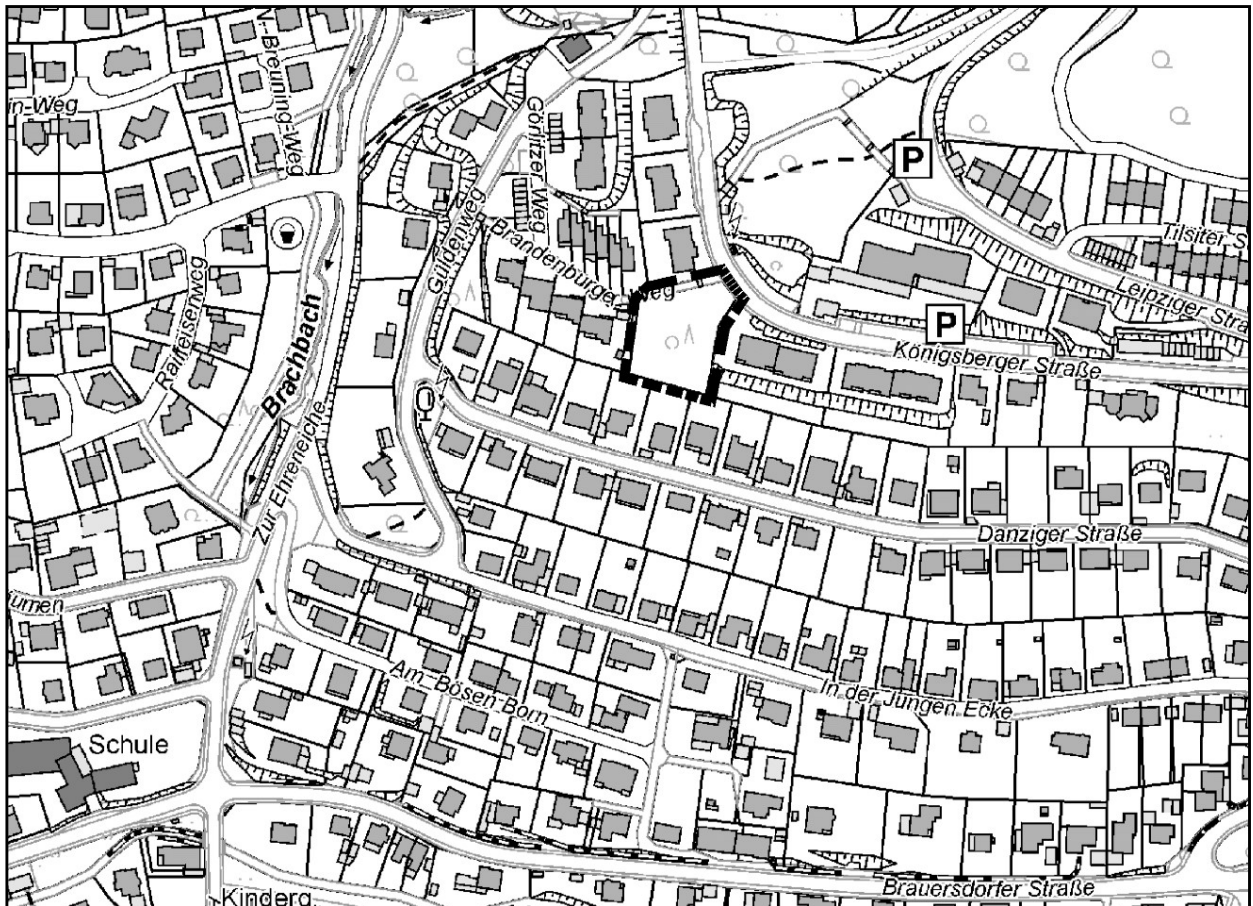 in-Weg
r.-Breuning-Weg
Görlitzer Weg
P
Güldenweg
Brandenburger Weg
Tilsiter S
Leipziger Stra
P
Königsberger Straße
Raiffeisenweg
Brachbach
Zur Ehreneiche
Danziger Straße
Am Bösen Born
In der Jungen Ecke
Schule
Brauersdorfer Straße
Kinderg.